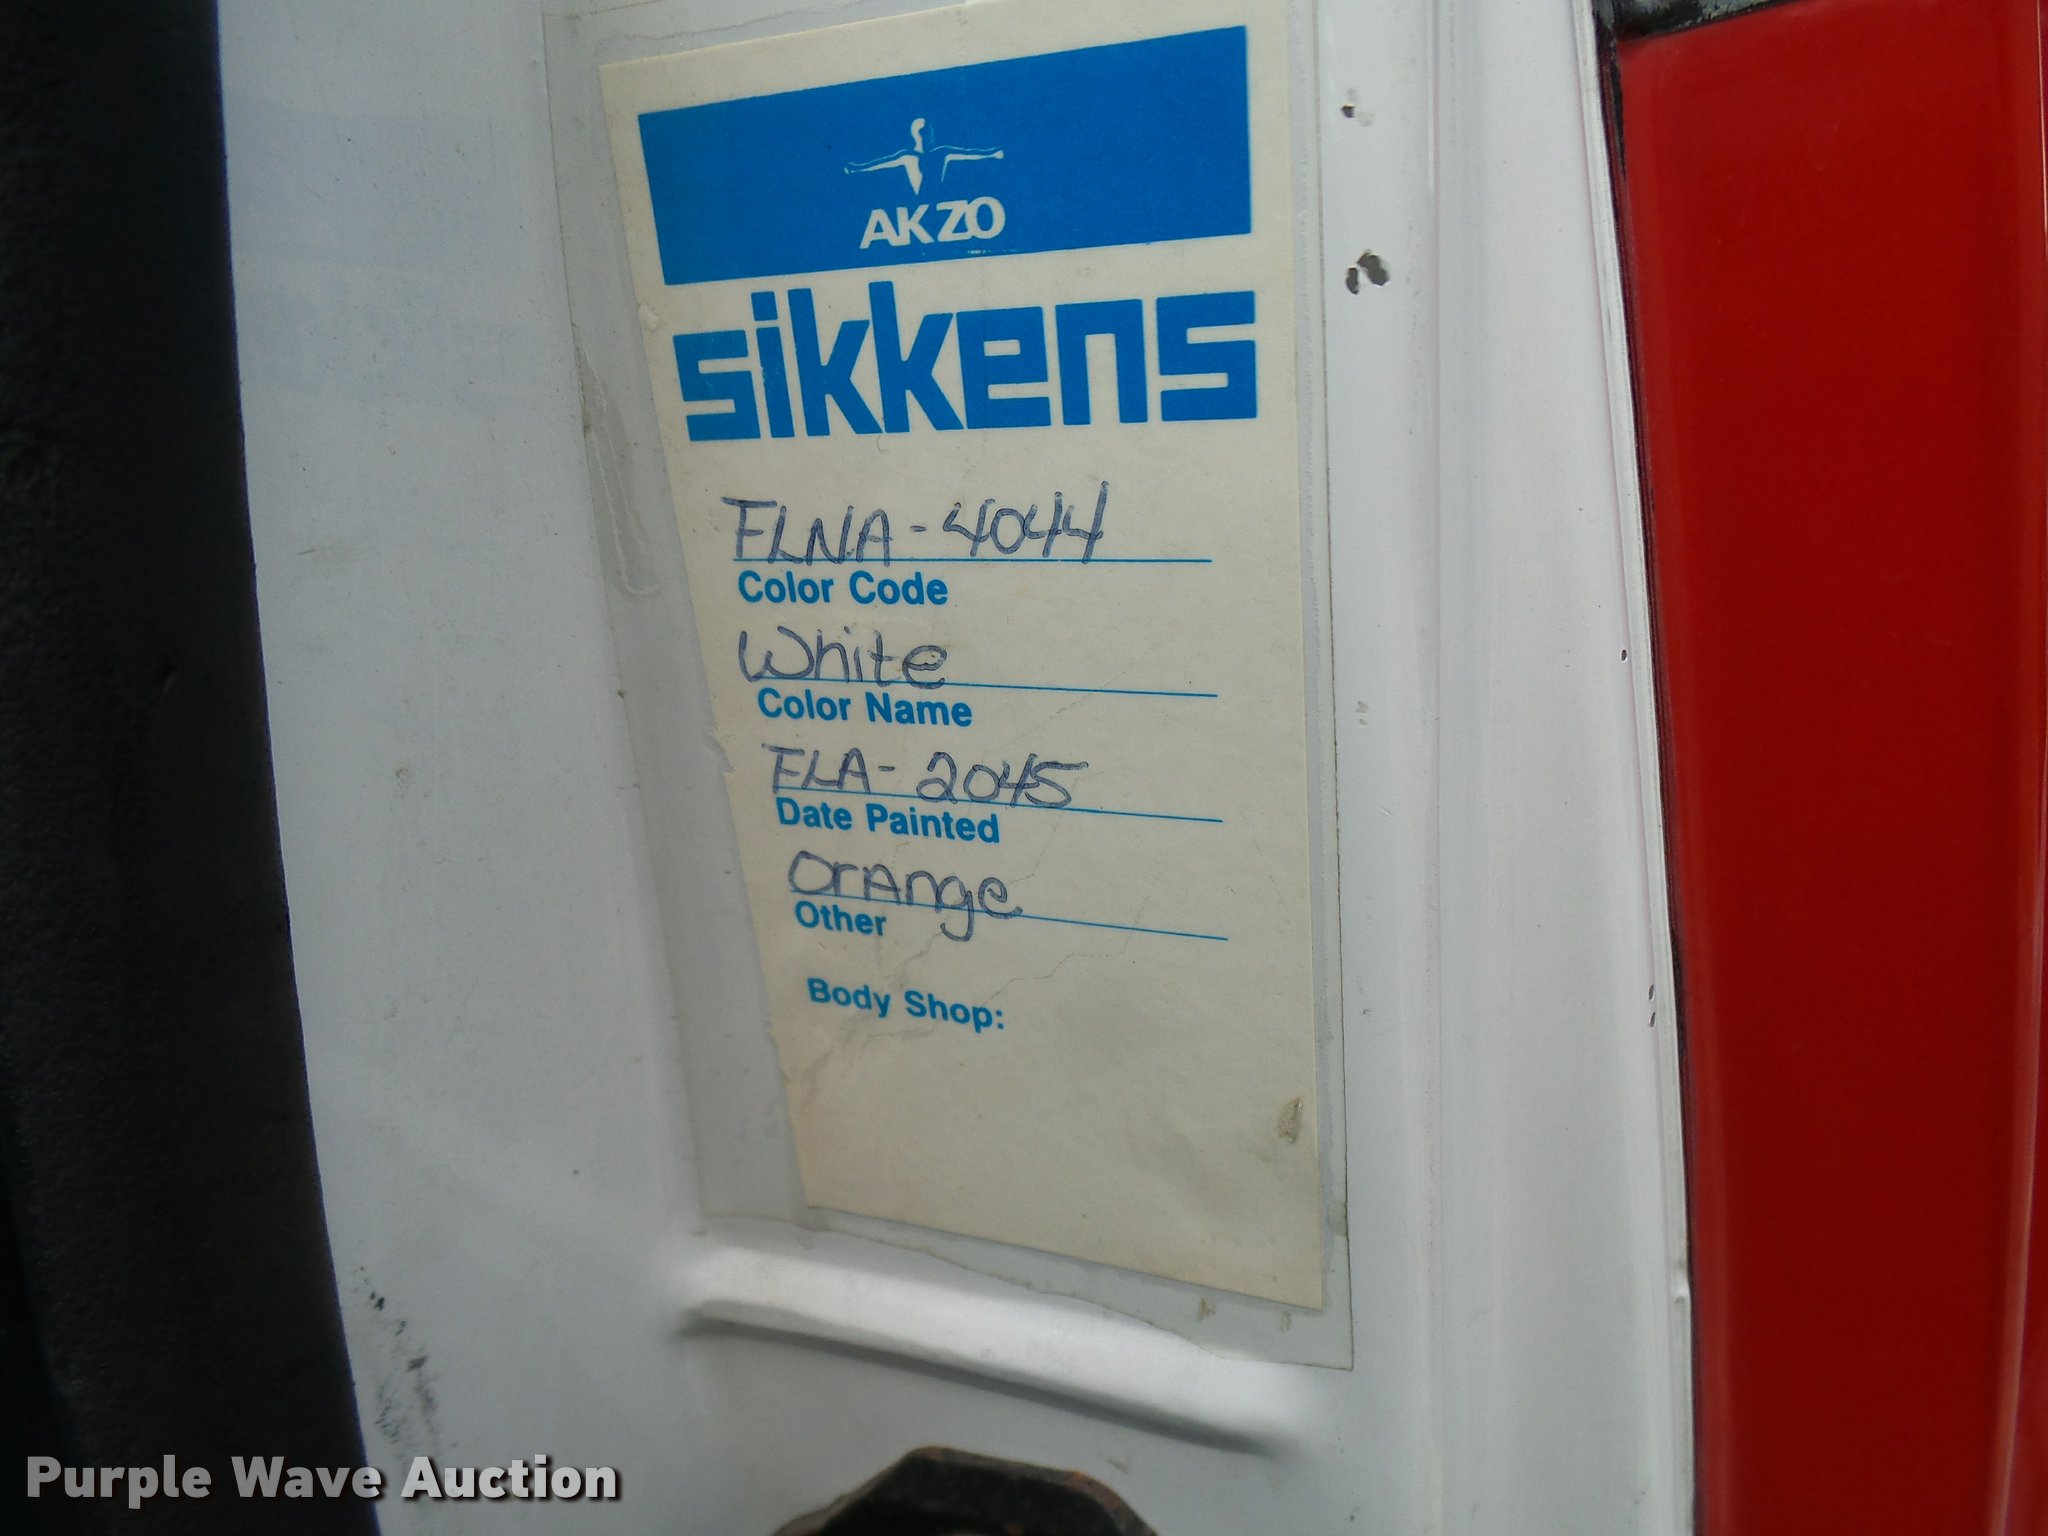 AKZO
sikkens
FLNA-4044
Color Code
White
Color Name
FLA-2045
Date Painted
Orange
Other
Body Shop:
Purple Wave Auction